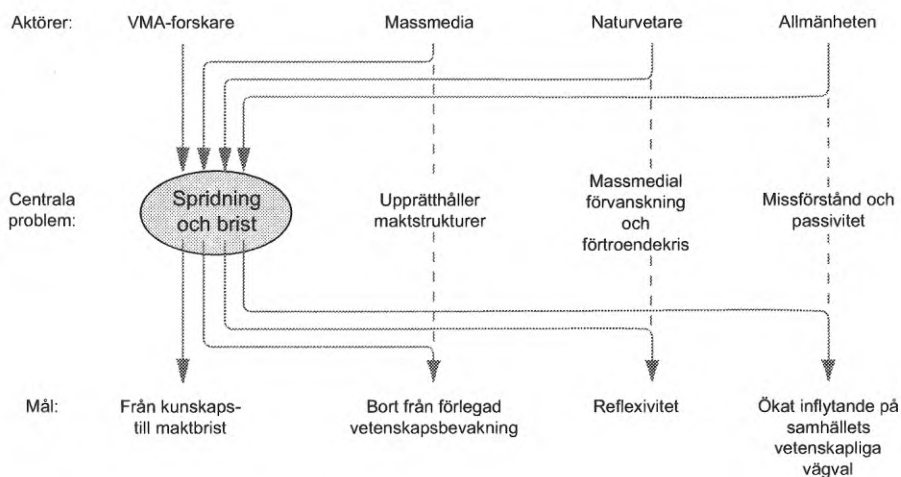 Aktörer: VMA-forskare Massmedia Naturvetare Allmänheten
Centrala
problem:
Spridning
och brist
Upprätthåller
maktstrukturer
Massmedial
förvanskning
och
förtroendekris
Missförstånd och
passivitet
Mål:
Från kunskaps-
till maktbrist
Bort från förlegad
vetenskapsbevakning
Reflexivitet
Ökat inflytande på
samhällets
vetenskapliga
vägval